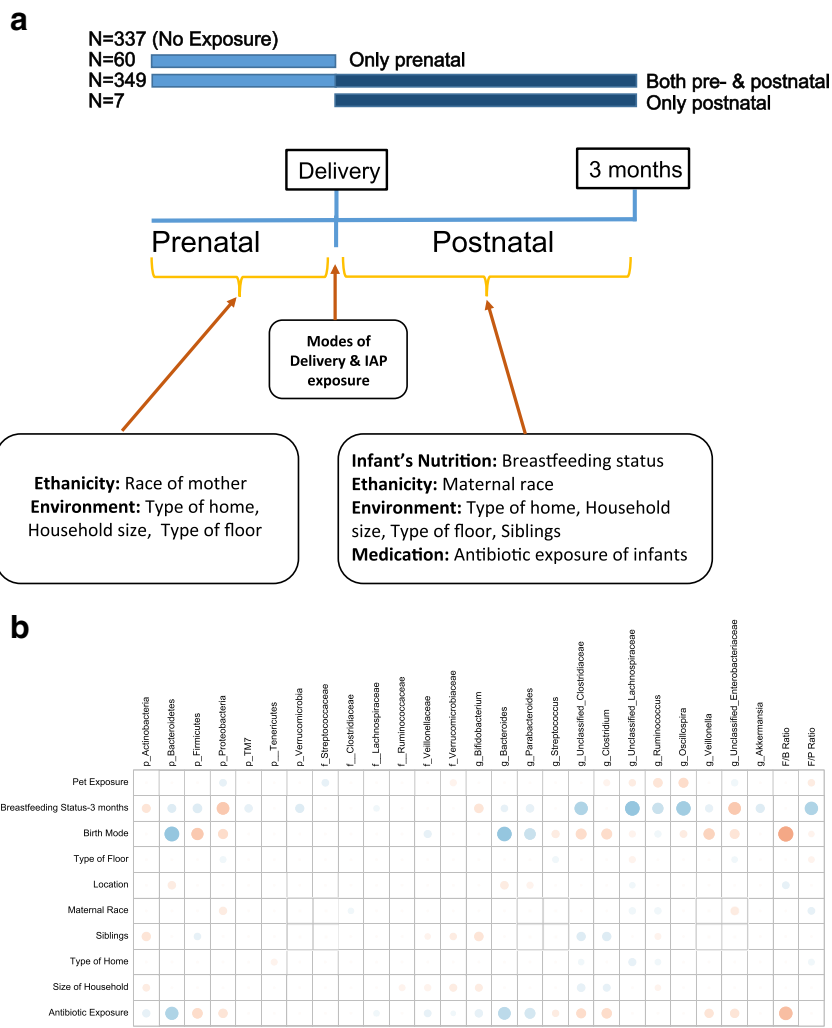 a
N=337 (No Exposure)
N=60 Only prenatal
N=349 Both pre- & postnatal
N=7 Only postnatal
Delivery
3 months
Prenatal
Postnatal
Modes of
Delivery & IAP
exposure
Ethanicity: Race of mother
Environment: Type of home,
Household size, Type of floor
Infant's Nutrition: Breastfeeding status
Ethanicity: Maternal race
Environment: Type of home, Household
size, Type of floor, Siblings
Medication: Antibiotic exposure of infants
b
p_Actinobacteria
p_Bacteroidetes
p_Firmicutes
p_Proteobacteria
p_TM7
p__Tenericutes
p_Verrucomicrobia
f_Streptococcaceae
f__Clostridiaceae
f__Lachnospiraceae
f__Ruminococcaceae
f_Veillonellaceae
f_Verrucomicrobiaceae
g_Bifidobacterium
g_Bacteroides
g_Parabacteroides
g_Streptococcus
g_Unclassified_Clostridiaceae
g_Clostridium
g_Unclassified_Lachnospiraceae
g_Ruminococcus
g_Oscillospira
g_Veillonella
g_Unclassified_Enterobacteriaceae
g_Akkermansia
F/B Ratio
F/P Ratio
Pet Exposure
Breastfeeding Status-3 months
Birth Mode
Type of Floor
Location
Maternal Race
Siblings
Type of Home
Size of Household
Antibiotic Exposure